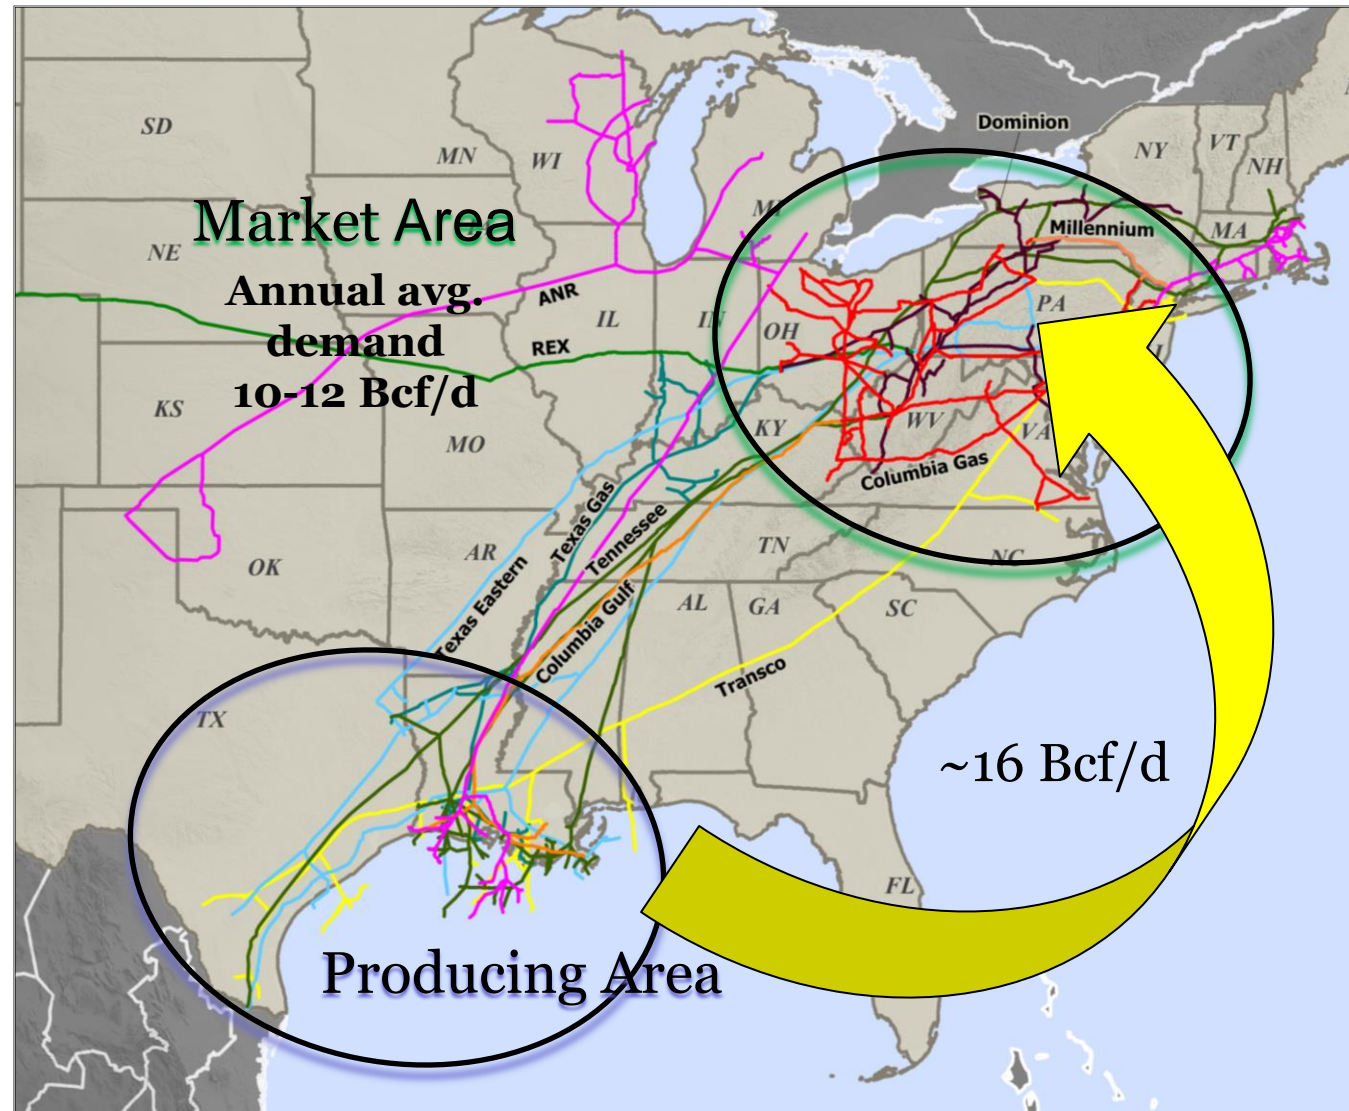 Dominion
SD
MN
WI
NY
VT
NH
MI
Market Area
Millennium
MA
NE
Annual avg.
demand
10-12 Bcf/d
ANR
IL
IN
OH
PA
REX
KS
MO
KY
WV
VA
Columbia Gas
OK
AR
Texas Gas
Tennessee
TN
NC
Texas Eastern
Columbia Gulf
AL
GA
SC
Transco
TX
~16 Bcf/d
FL
Producing Area